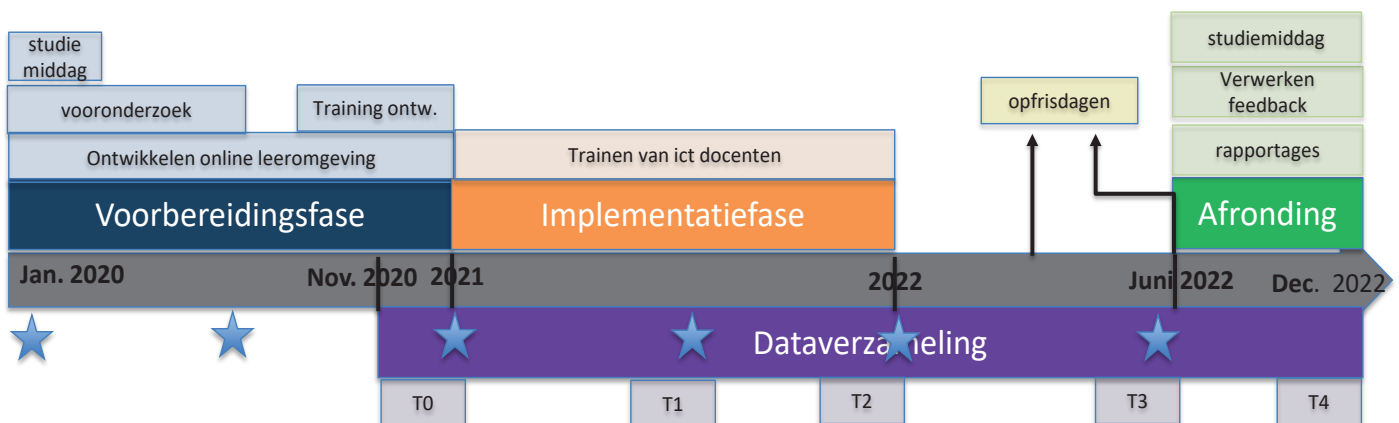 studie
middag
vooronderzoek
Training ontw.
opfrisdagen
studiemiddag
Verwerken
feedback
Ontwikkelen online leeromgeving
Trainen van ict docenten
rapportages
Voorbereidingsfase
Implementatiefase
Afronding
Jan. 2020
Nov. 2020
2021
2022
Juni 2022
Dec. 2022
Dataverzameling
T0
T1
T2
T3
T4